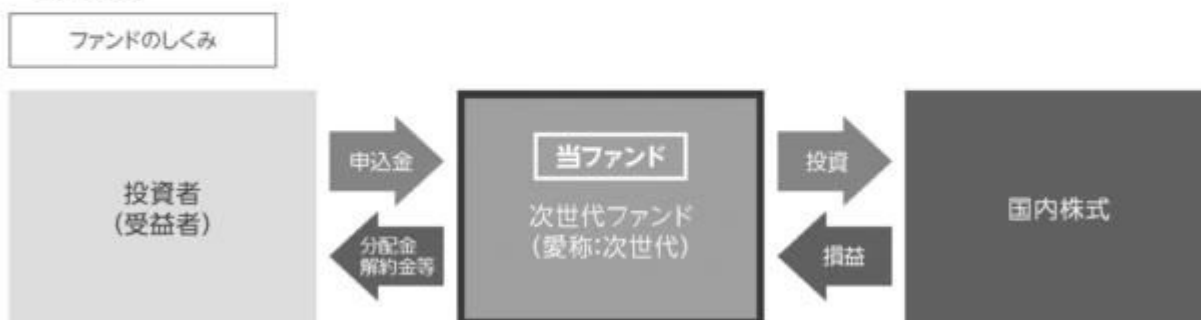 ファンドのしくみ
投資者
(受益者)
申込金
分配金
解約金等
当ファンド
次世代ファンド
(愛称:次世代)
投資
損益
国内株式